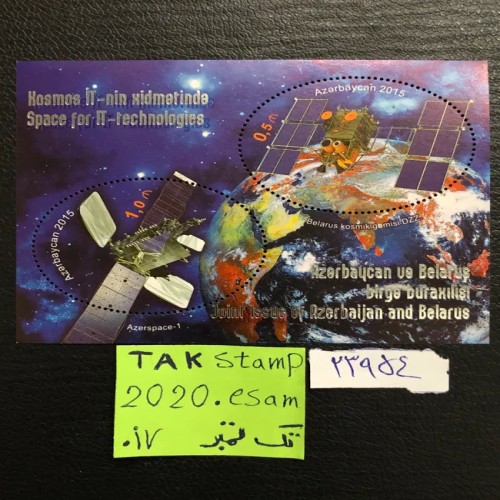 Kosmos İT-nin xidmətində
Space for IT-technologies
Azərbaycan 2015
0,5₼
Belarus kosmik gəmisi DZZ
Azərbaycan 2015
1,0₼
Azerspace-1
Azərbaycan və Belarus
birgə buraxılışı
Joint issue of Azerbaijan and Belarus
TAK stamp
2020.esam
.۱۷ تک تمبر
۲۳۹۵۴